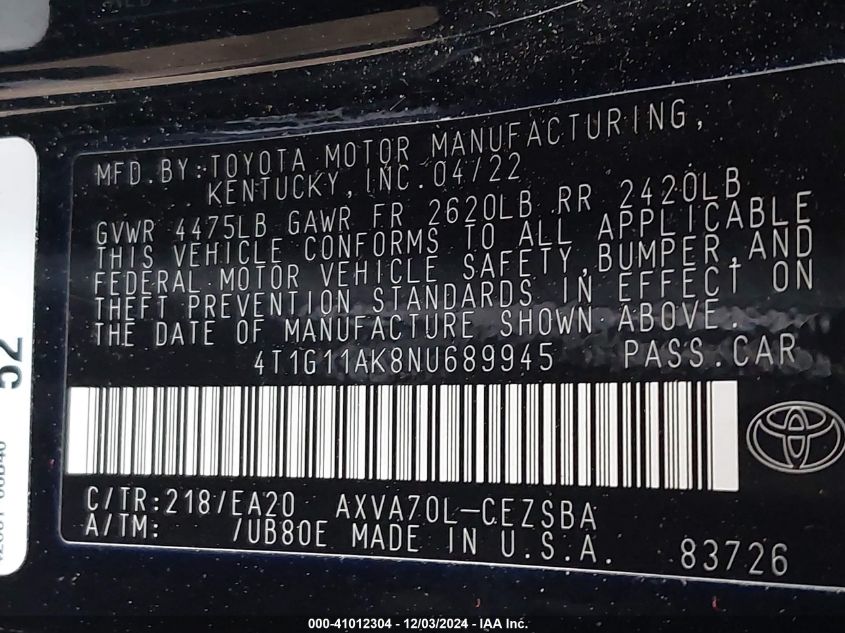 MFD.BY:TOYOTA MOTOR MANUFACTURING,
KENTUCKY, INC. 04/22
GVWR 4475LB GAWR FR 2620LB RR 2420LB
THIS VEHICLE CONFORMS TO ALL APPLICABLE
FEDERAL MOTOR VEHICLE SAFETY, BUMPER, AND
THEFT PREVENTION STANDARDS IN EFFECT ON
THE DATE OF MANUFACTURE SHOWN ABOVE.
4T1G11AK8NU689945 PASS.CAR
C/TR:218/EA20 AXVA70L-CEZSBA
A/TM: /UB80E MADE IN U.S.A. 83726
52
000-41012304 - 12/03/2024 - IAA Inc.